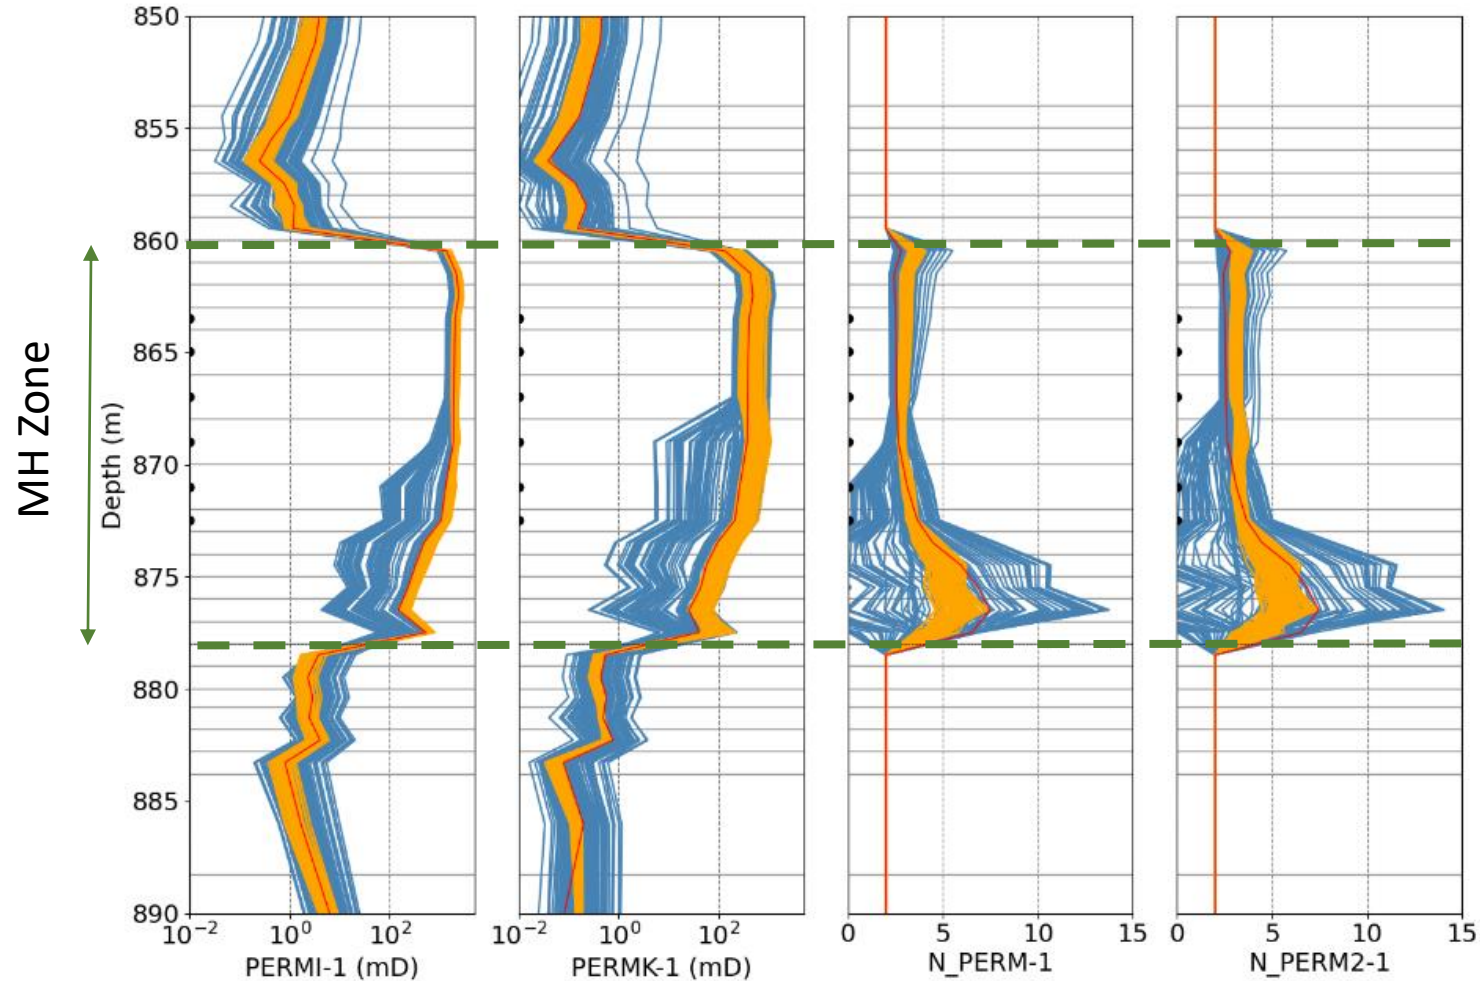 MH Zone
Depth (m)
850
855
860
865
870
875
880
885
890
10⁻² 10⁰ 10²
PERMI-1 (mD)
10⁻² 10⁰ 10²
PERMK-1 (mD)
0 5 10 15
N_PERM-1
0 5 10 15
N_PERM2-1